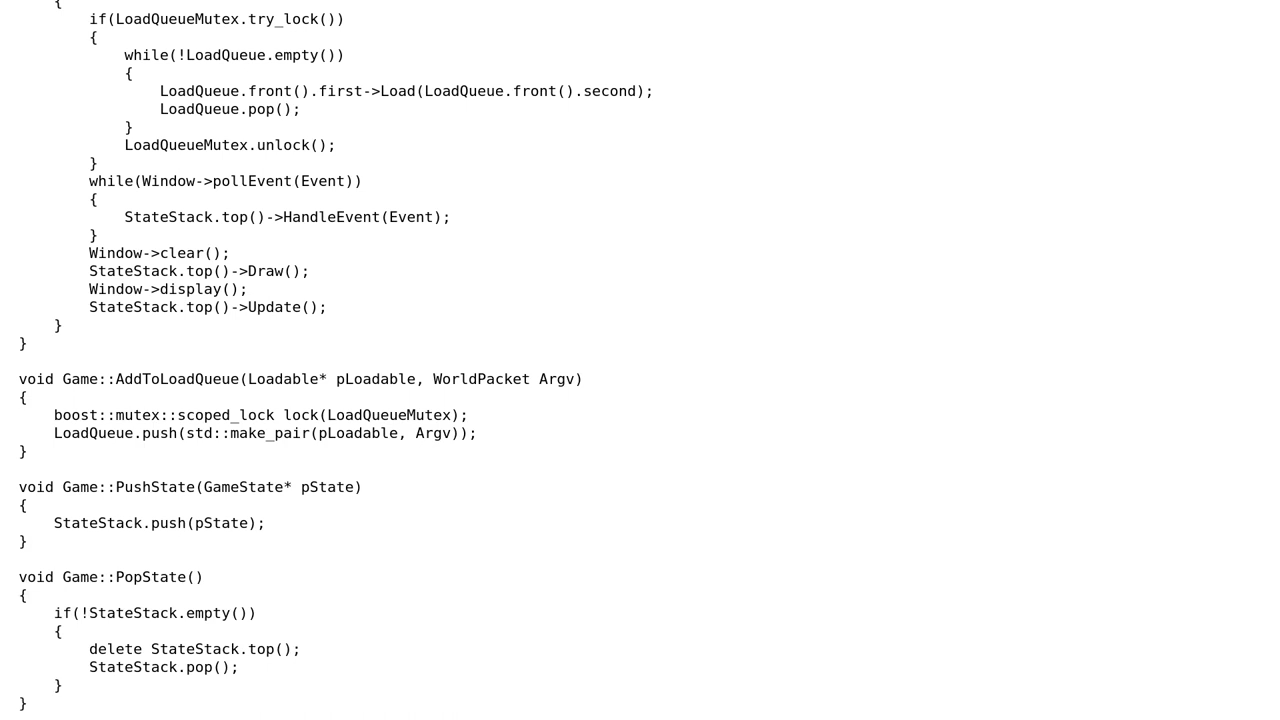 {
        if(LoadQueueMutex.try_lock())
        {
            while(!LoadQueue.empty())
            {
                LoadQueue.front().first->Load(LoadQueue.front().second);
                LoadQueue.pop();
            }
            LoadQueueMutex.unlock();
        }
        while(Window->pollEvent(Event))
        {
            StateStack.top()->HandleEvent(Event);
        }
        Window->clear();
        StateStack.top()->Draw();
        Window->display();
        StateStack.top()->Update();
    }
}

void Game::AddToLoadQueue(Loadable* pLoadable, WorldPacket Argv)
{
    boost::mutex::scoped_lock lock(LoadQueueMutex);
    LoadQueue.push(std::make_pair(pLoadable, Argv));
}

void Game::PushState(GameState* pState)
{
    StateStack.push(pState);
}

void Game::PopState()
{
    if(!StateStack.empty())
    {
        delete StateStack.top();
        StateStack.pop();
    }
}